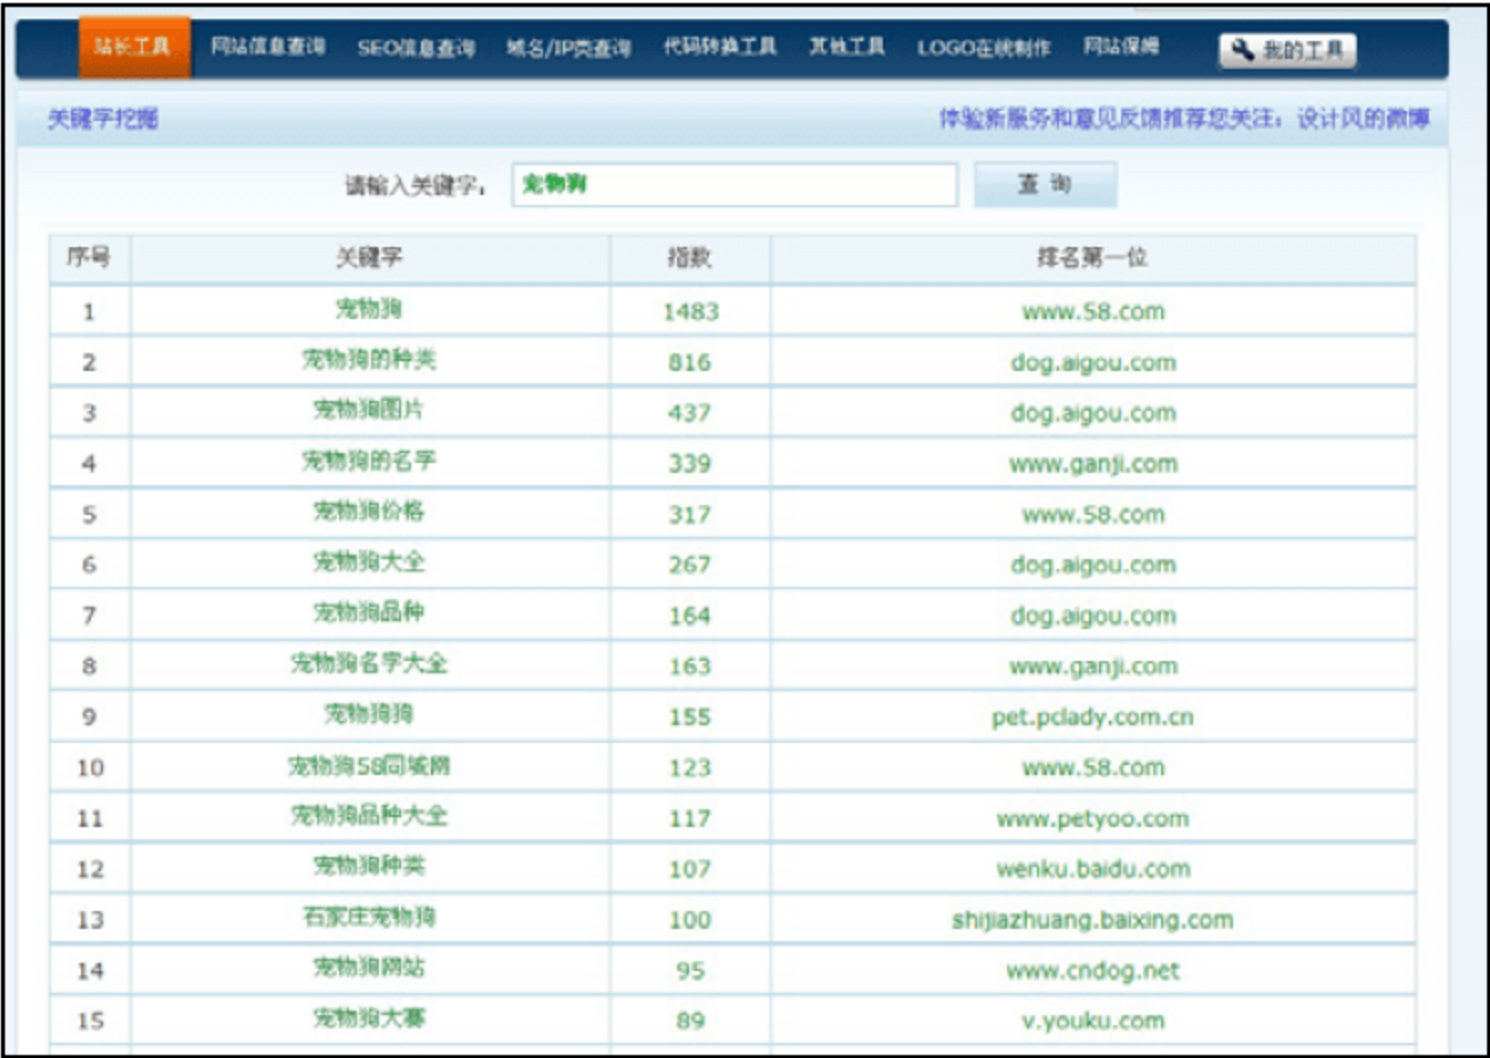 站长工具 网站信息查询 SEO信息查询 域名/IP类查询 代码转换工具 其他工具 LOGO在线制作 网站保姆 我的工具
关键字挖掘 体验新服务和意见反馈推荐您关注：设计风的微博
请输入关键字： 宠物狗 查 询
序号 关键字 指数 排名第一位
1 宠物狗 1483 www.58.com
2 宠物狗的种类 816 dog.aigou.com
3 宠物狗图片 437 dog.aigou.com
4 宠物狗的名字 339 www.ganji.com
5 宠物狗价格 317 www.58.com
6 宠物狗大全 267 dog.aigou.com
7 宠物狗品种 164 dog.aigou.com
8 宠物狗名字大全 163 www.ganji.com
9 宠物狗狗 155 pet.pclady.com.cn
10 宠物狗58同城网 123 www.58.com
11 宠物狗品种大全 117 www.petyoo.com
12 宠物狗种类 107 wenku.baidu.com
13 石家庄宠物狗 100 shijiazhuang.baixing.com
14 宠物狗网站 95 www.cndog.net
15 宠物狗大赛 89 v.youku.com